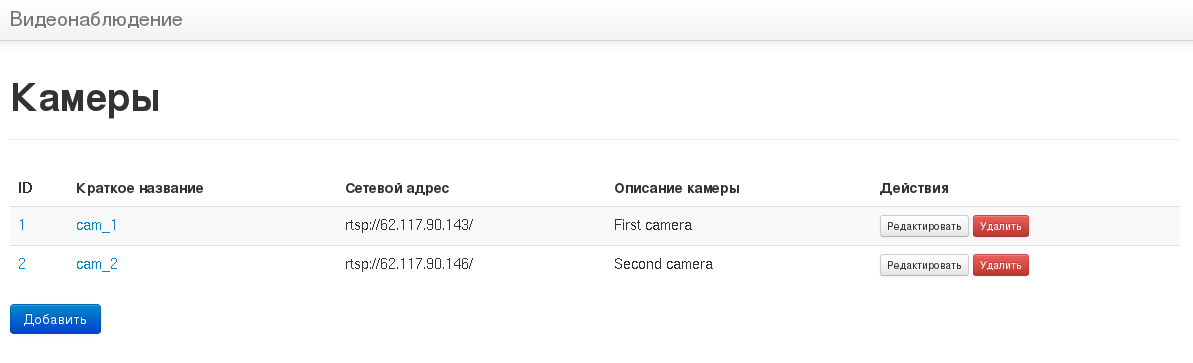 Видеонаблюдение
Камеры
ID Краткое название Сетевой адрес Описание камеры Действия
1 cam_1 rtsp://62.117.90.143/ First camera Редактировать Удалить
2 cam_2 rtsp://62.117.90.146/ Second camera Редактировать Удалить
Добавить